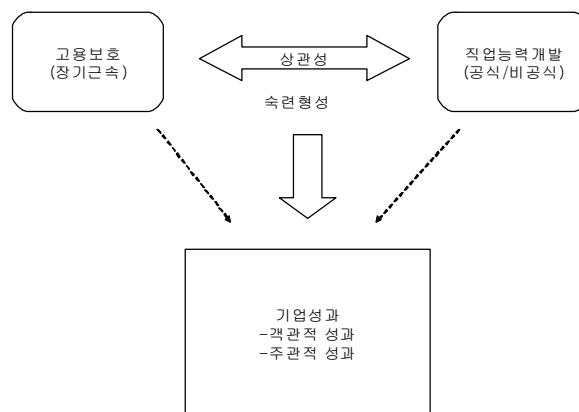 고용보호
(장기근속)
상관성
직업능력개발
(공식/비공식)
숙련형성
기업성과
-객관적 성과
-주관적 성과